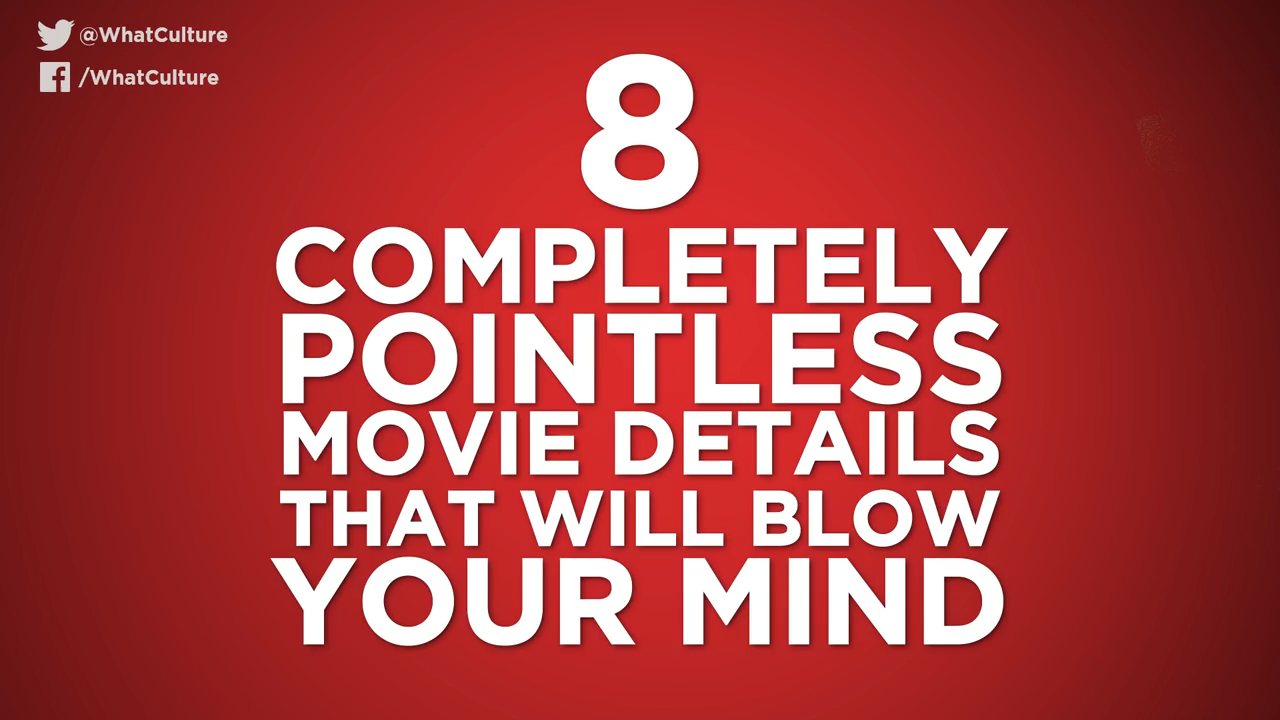 @WhatCulture
/WhatCulture
8
COMPLETELY
POINTLESS
MOVIE DETAILS
THAT WILL BLOW
YOUR MIND